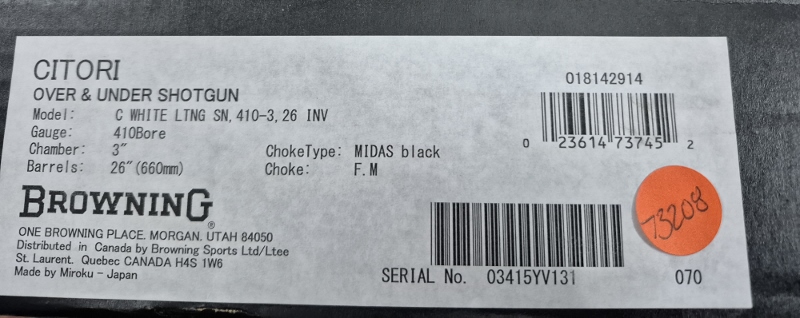 CITORI
OVER & UNDER SHOTGUN
Model: C WHITE LTNG SN,410-3,26 INV
Gauge: 410Bore
Chamber: 3″
Barrels: 26″(660mm)
ChokeType: MIDAS black
Choke: F.M
BROWNING®
ONE BROWNING PLACE. MORGAN. UTAH 84050
Distributed in Canada by Browning Sports Ltd/Ltee
St. Laurent. Quebec CANADA H4S 1W6
Made by Miroku - Japan
018142914
0 23614 73745 2
73208
SERIAL No. 03415YV131
070